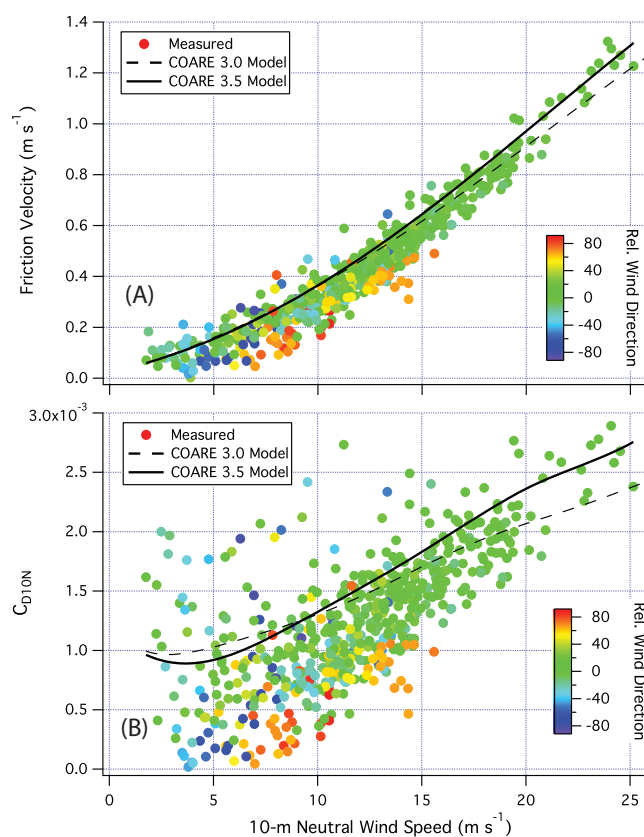 1.4
1.2
1.0
0.8
0.6
0.4
0.2
0.0
Friction Velocity (m s-1)
Measured
COARE 3.0 Model
COARE 3.5 Model
(A)
80
40
0
-40
-80
Rel. Wind Direction
3.0x10-3
2.5
2.0
1.5
1.0
0.5
0.0
CD10N
Measured
COARE 3.0 Model
COARE 3.5 Model
(B)
80
40
0
-40
-80
Rel. Wind Direction
0 5 10 15 20 25
10-m Neutral Wind Speed (m s-1)